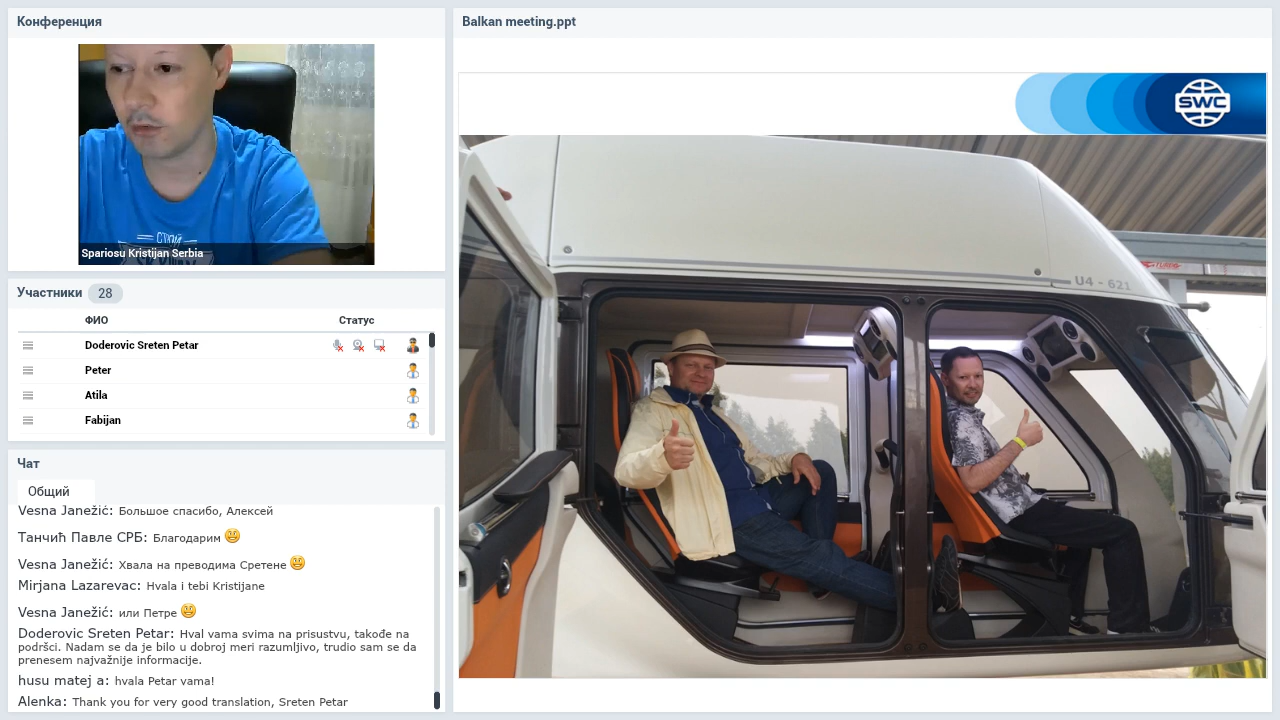 Конференция
Spariosu Kristijan Serbia
Участники 28
ФИО Статус
Doderovic Sreten Petar
Peter
Atila
Fabijan
Чат
Общий
Vesna Janežić: Большое спасибо, Алексей
Танчић Павле СРБ: Благодарим
Vesna Janežić: Хвала на преводима Сретене
Mirjana Lazarevac: Hvala i tebi Kristijane
Vesna Janežić: или Петре
Doderovic Sreten Petar: Hval vama svima na prisustvu, takođe na
podršci. Nadam se da je bilo u dobroj meri razumljivo, trudio sam se da
prenesem najvažnije informacije.
husu matej a: hvala Petar vama!
Alenka: Thank you for very good translation, Sreten Petar
Balkan meeting.ppt
SWC
U4 - 621